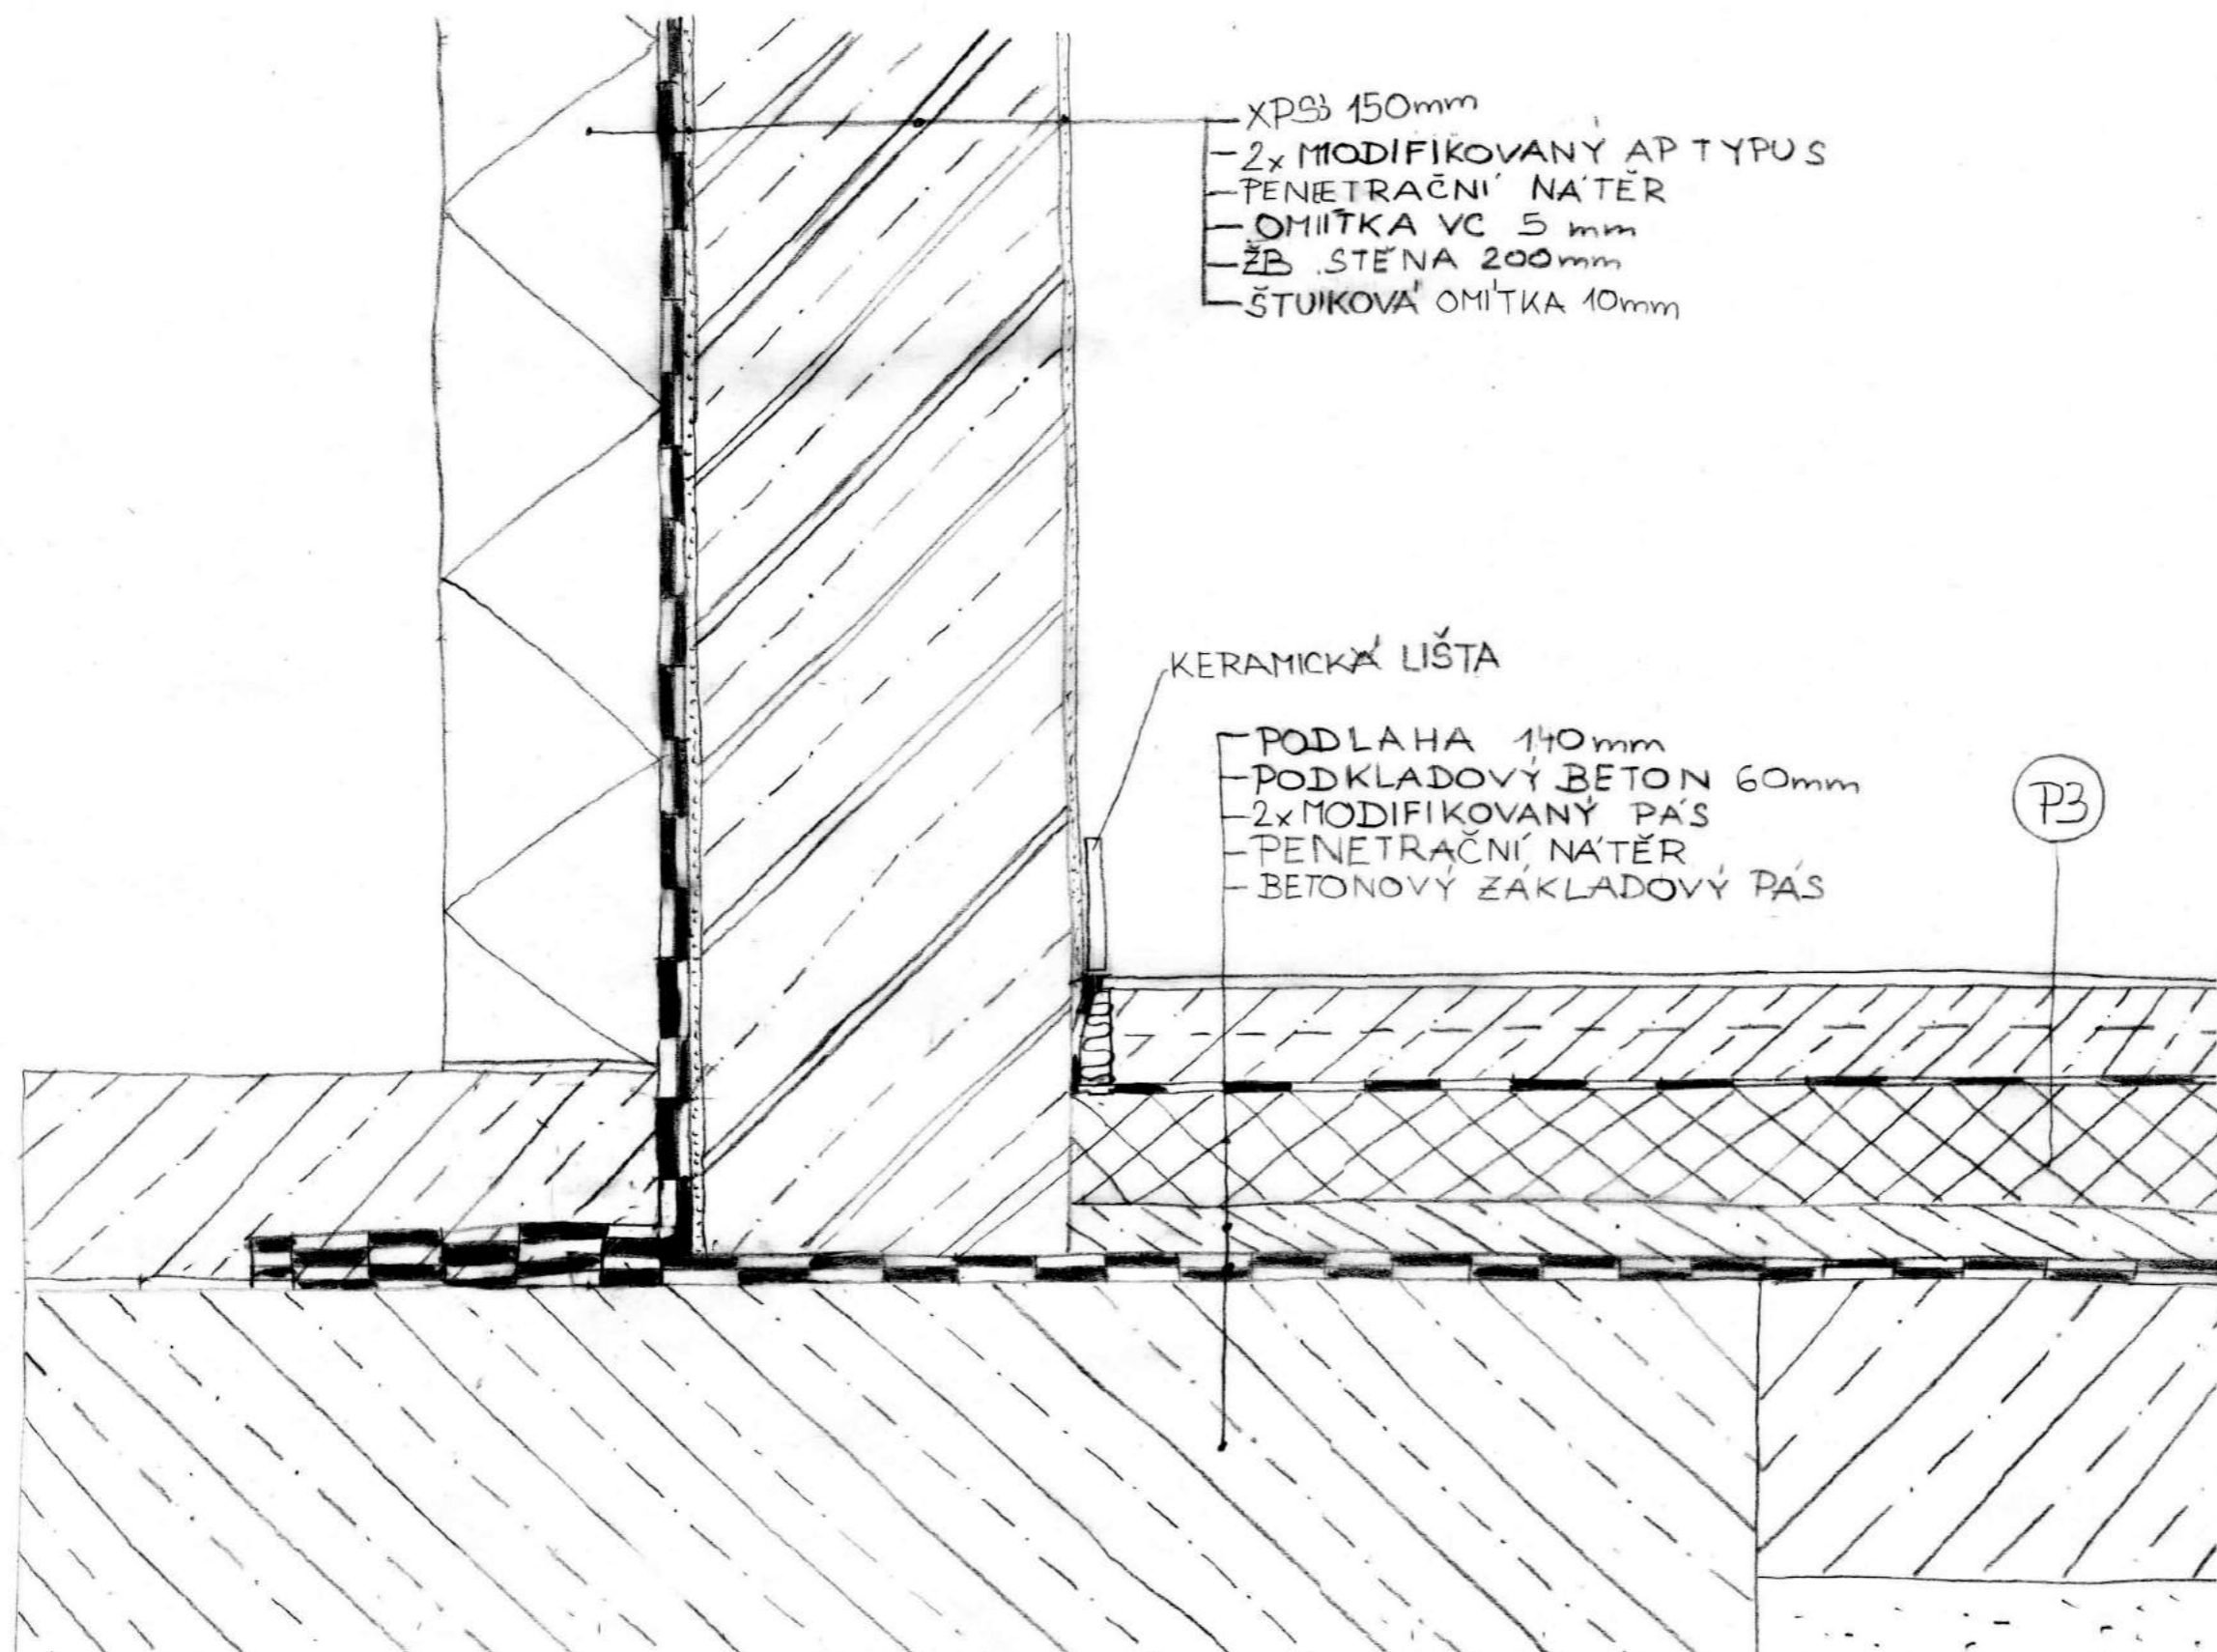 XPS 150mm
2x MODIFIKOVANÝ AP TYPU S
PENETRAČNÍ NÁTĚR
OMÍTKA VC 5 mm
ŽB STĚNA 200mm
ŠTUKOVÁ OMÍTKA 10mm
KERAMICKÁ LIŠTA
PODLAHA 140mm
PODKLADOVÝ BETON 60mm
2x MODIFIKOVANÝ PÁS
PENETRAČNÍ NÁTĚR
BETONOVÝ ZÁKLADOVÝ PÁS
P3